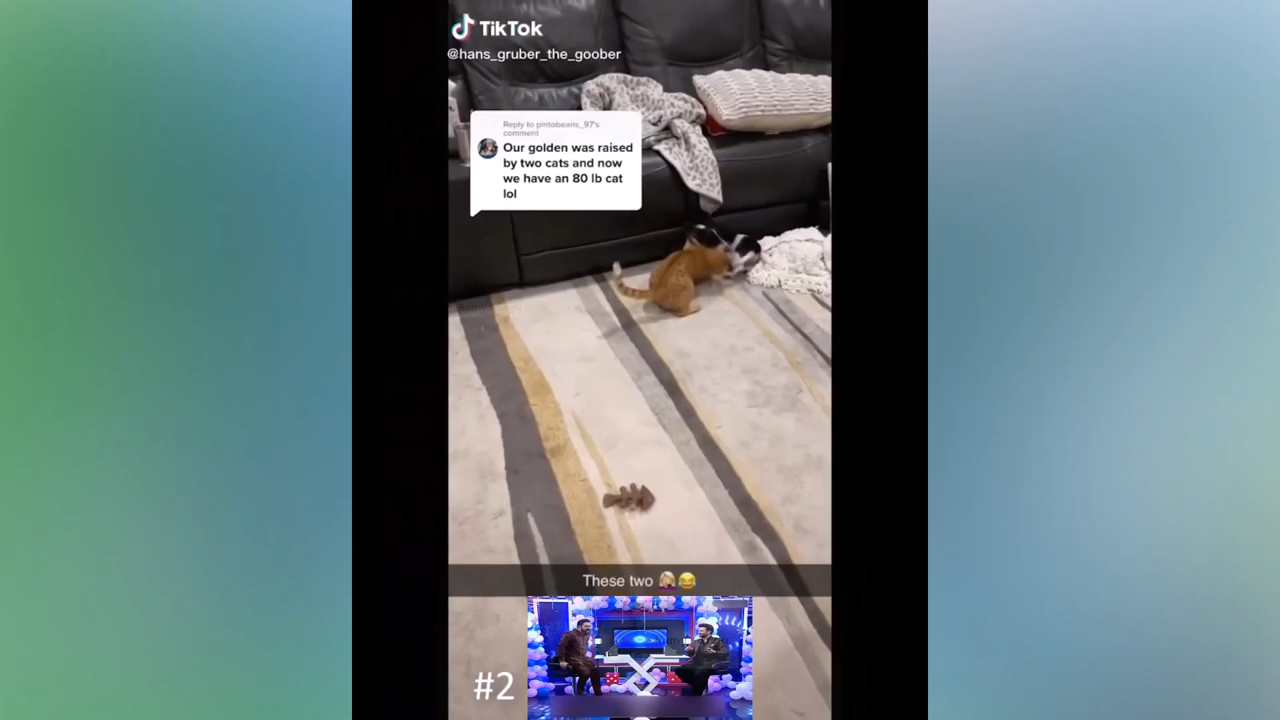 TikTok
@hans_gruber_the_goober
Reply to pintobeans_97's
comment
Our golden was raised
by two cats and now
we have an 80 lb cat
lol
These two 🤦🏼‍♀️😂
#2